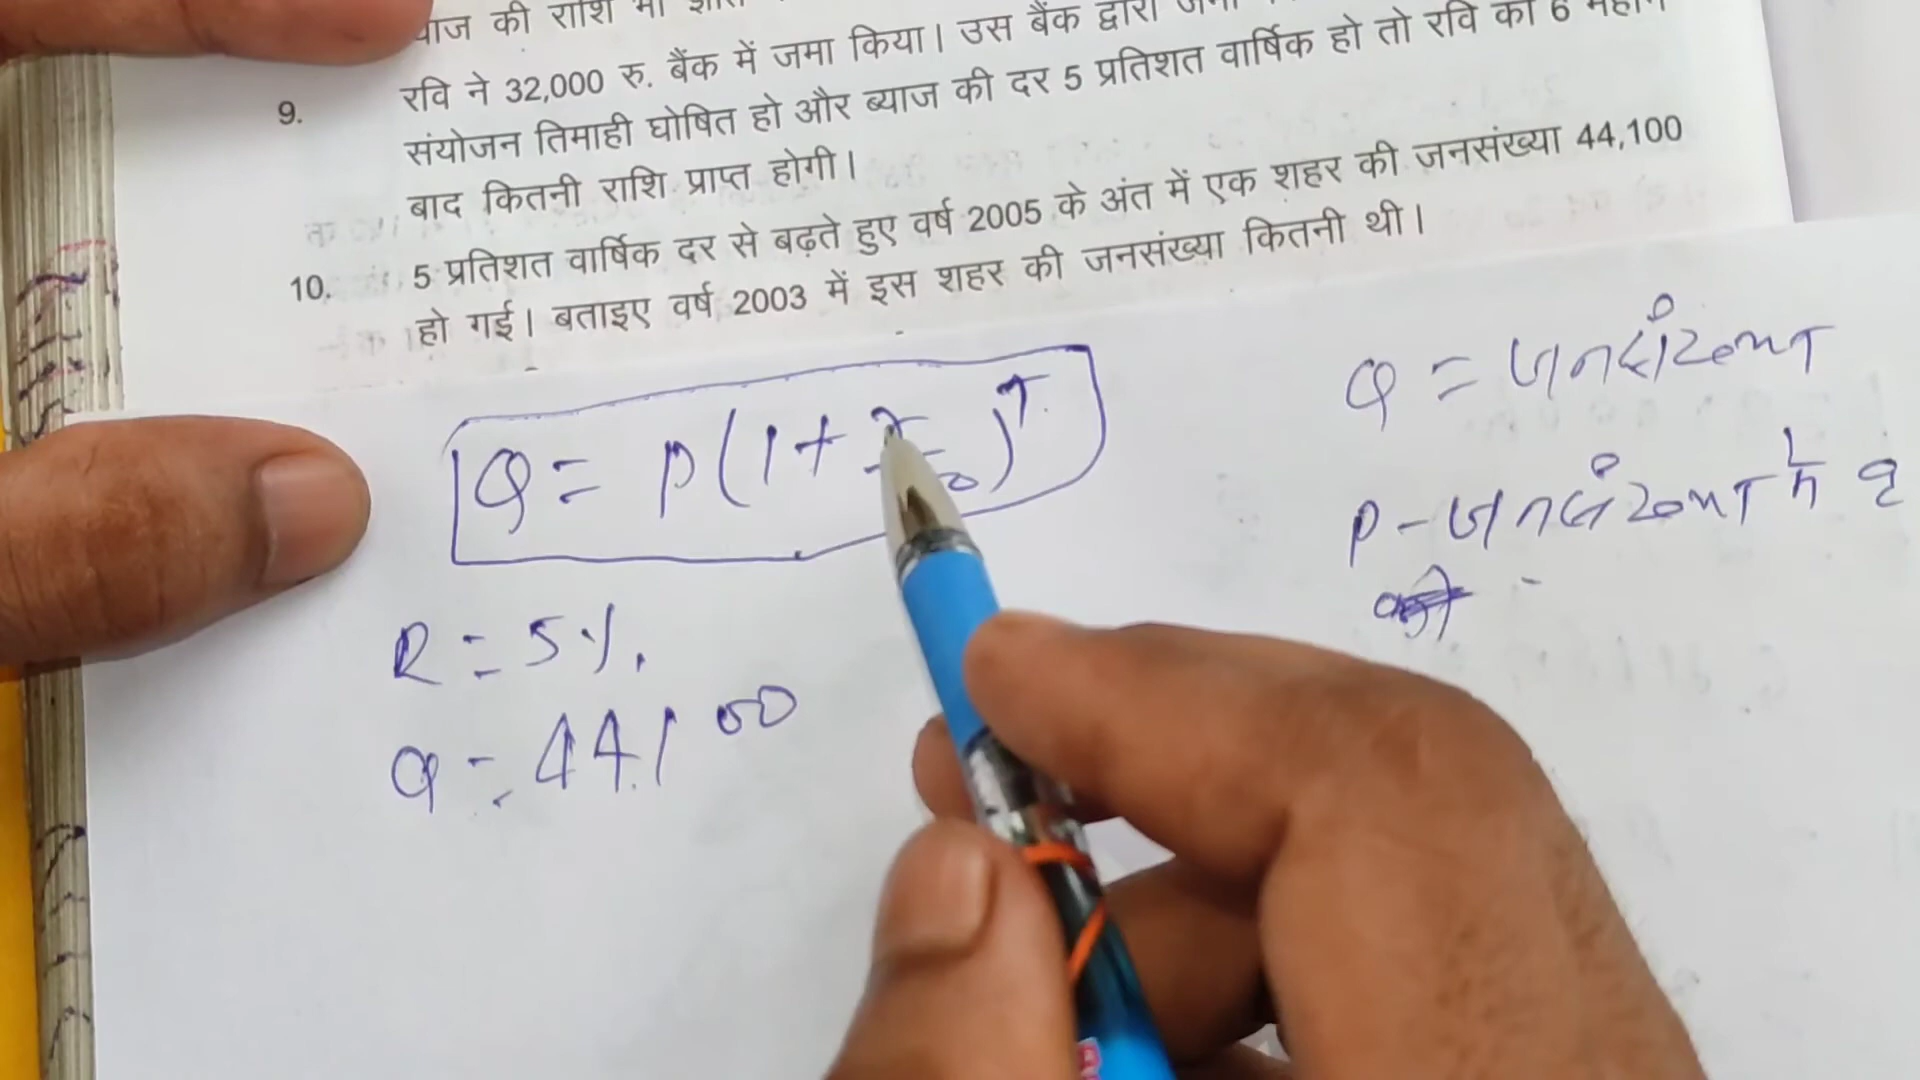 ब्याज की राशि भी
9. रवि ने 32,000 रु. बैंक में जमा किया। उस बैंक द्वारा
संयोजन तिमाही घोषित हो और ब्याज की दर 5 प्रतिशत वार्षिक हो तो रवि को 6
बाद कितनी राशि प्राप्त होगी।
10. 5 प्रतिशत वार्षिक दर से बढ़ते हुए वर्ष 2005 के अंत में एक शहर की जनसंख्या 44,100
हो गई। बताइए वर्ष 2003 में इस शहर की जनसंख्या कितनी थी।
Q = P(1+ )T
Q = जनसंख्या
P - जनसंख्या में
R = 5%.
Q = 44100